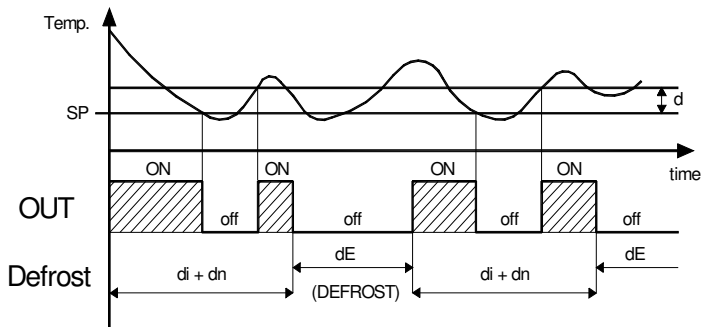 Temp.
d
SP
ON ON ON ON
time
OUT
off off off off
dE dE
Defrost
di + dn (DEFROST) di + dn